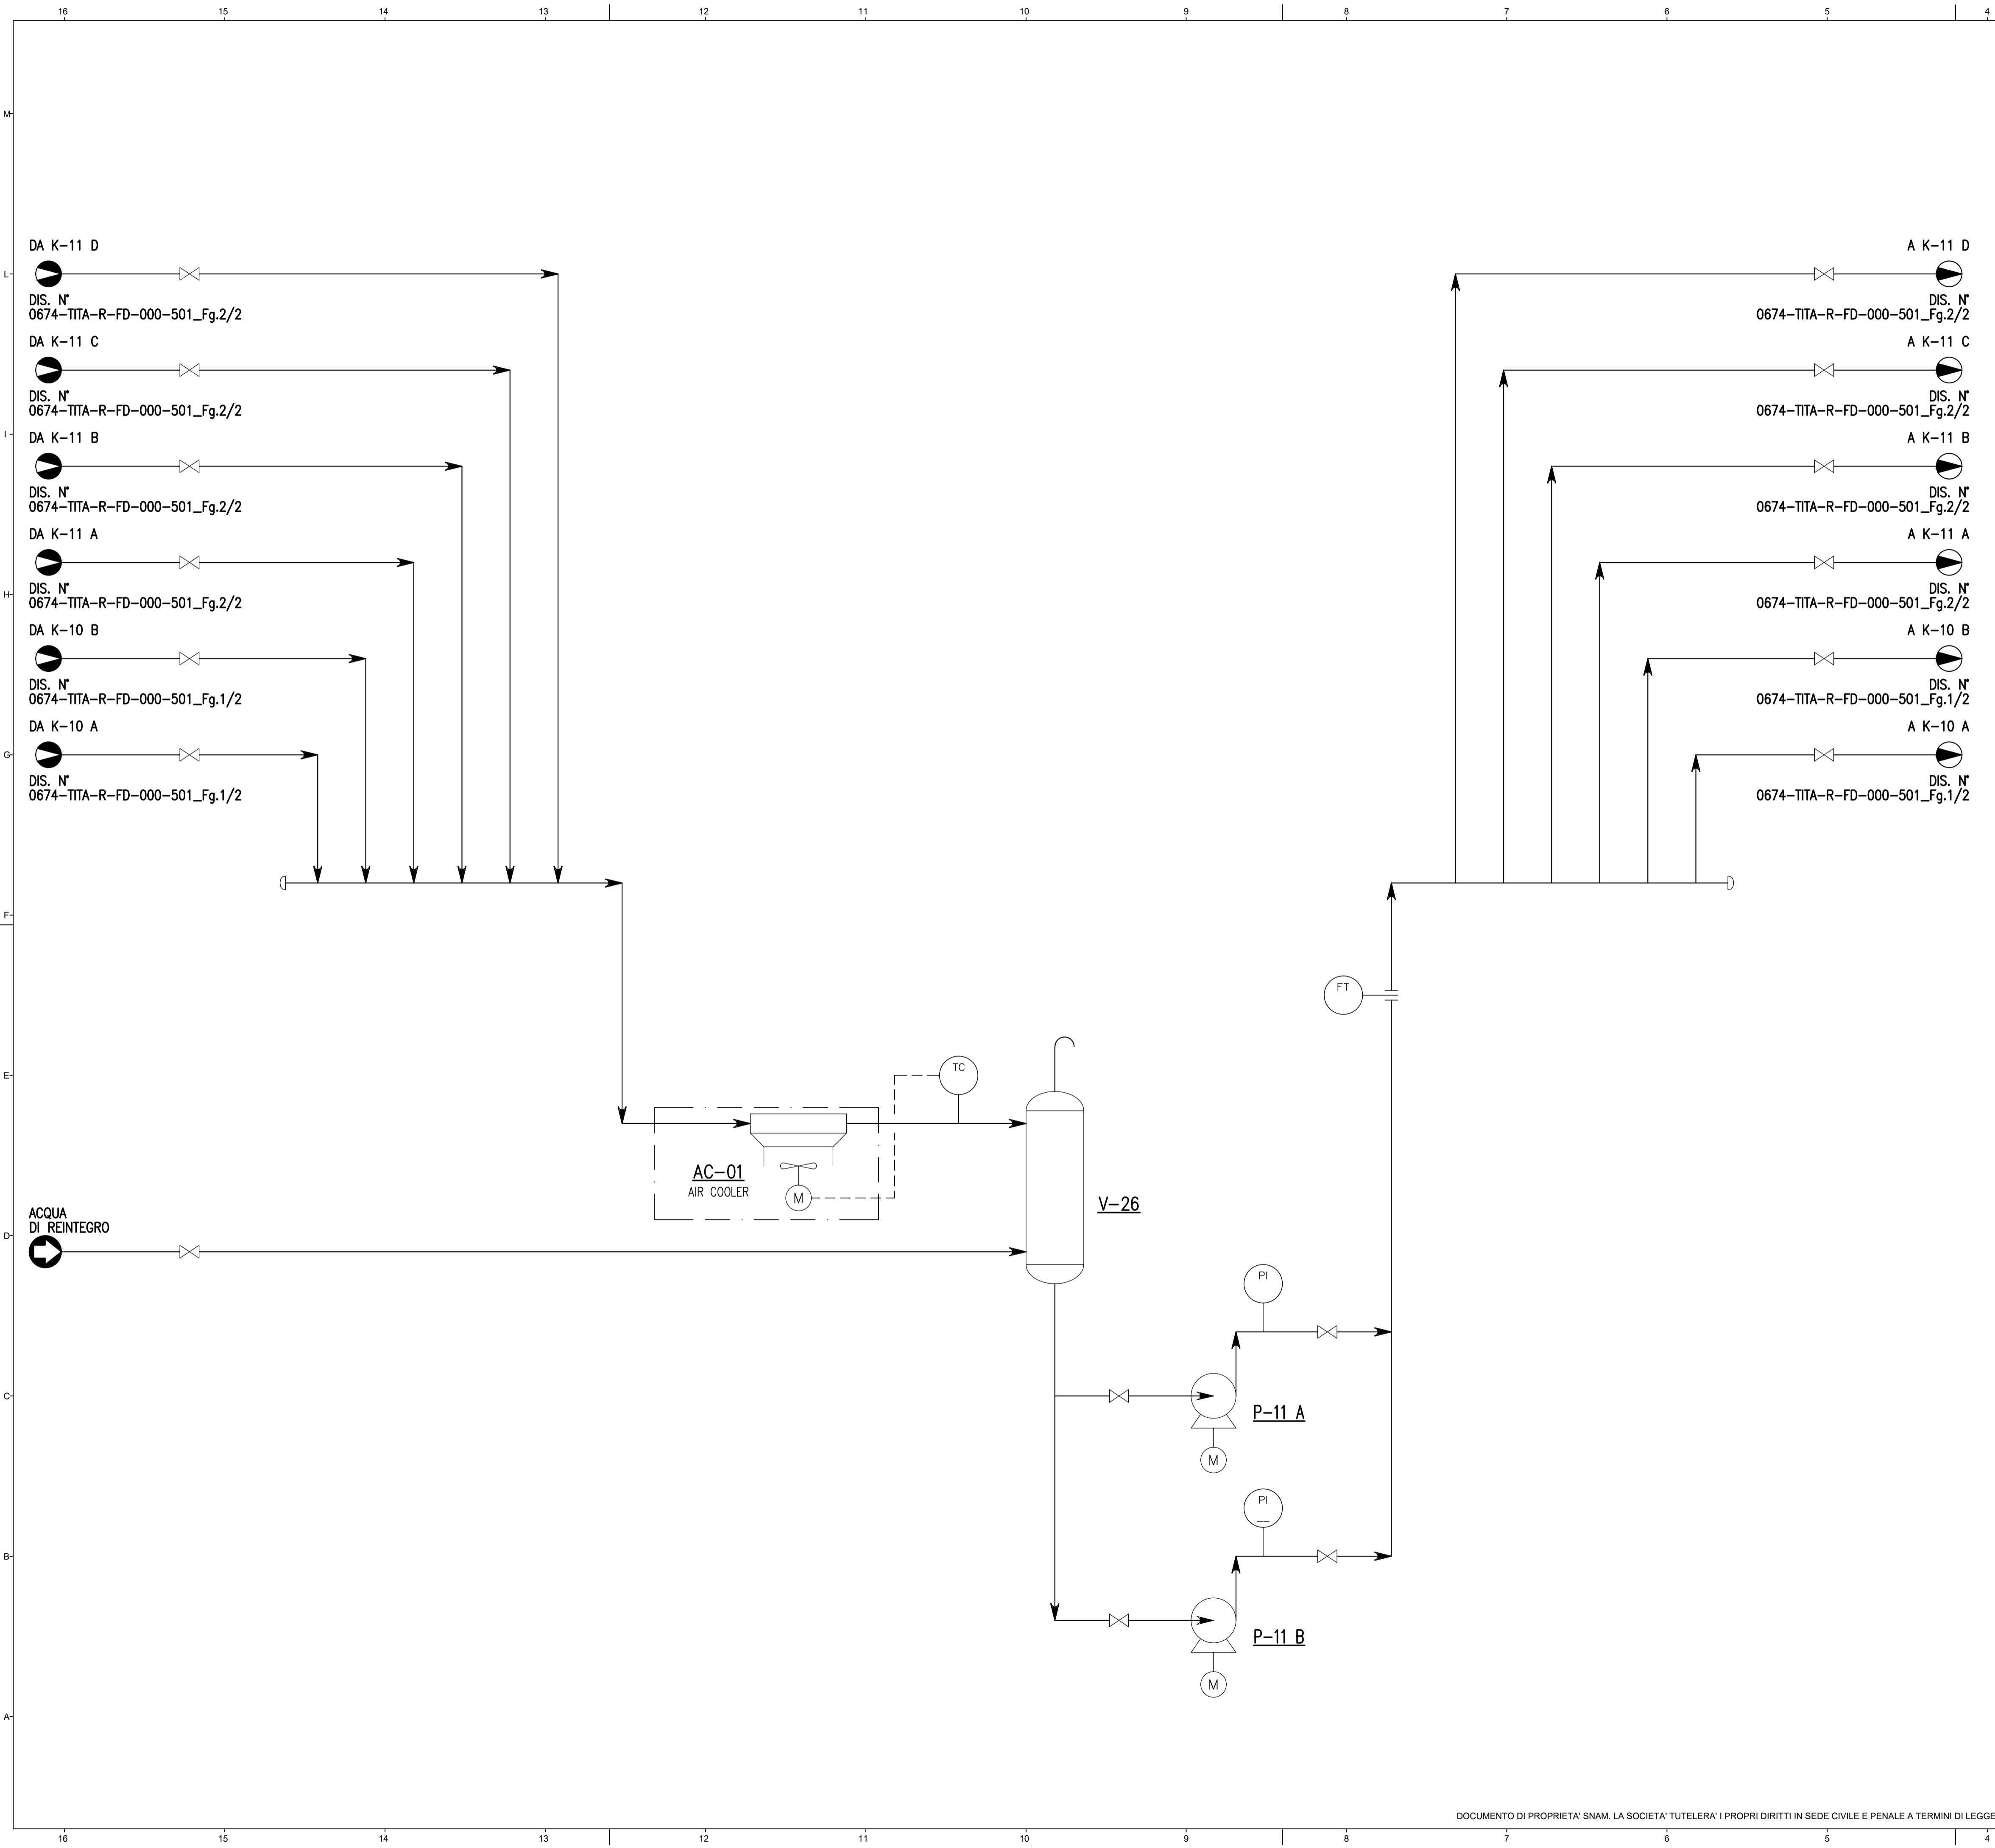 16 15 14 13 12 11 10 9 8 7 6 5 4
M
DA K-11 D
A K-11 D
L
DIS. N°
0674-TITA-R-FD-000-501_Fg.2/2
DIS. N°
0674-TITA-R-FD-000-501_Fg.2/2
DA K-11 C
A K-11 C
DIS. N°
0674-TITA-R-FD-000-501_Fg.2/2
DIS. N°
0674-TITA-R-FD-000-501_Fg.2/2
I
DA K-11 B
A K-11 B
DIS. N°
0674-TITA-R-FD-000-501_Fg.2/2
DIS. N°
0674-TITA-R-FD-000-501_Fg.2/2
DA K-11 A
A K-11 A
H
DIS. N°
0674-TITA-R-FD-000-501_Fg.2/2
DIS. N°
0674-TITA-R-FD-000-501_Fg.2/2
DA K-10 B
A K-10 B
DIS. N°
0674-TITA-R-FD-000-501_Fg.1/2
DIS. N°
0674-TITA-R-FD-000-501_Fg.1/2
DA K-10 A
A K-10 A
G
DIS. N°
0674-TITA-R-FD-000-501_Fg.1/2
DIS. N°
0674-TITA-R-FD-000-501_Fg.1/2
F
FT
E
TC
AC-01
AIR COOLER
M
V-26
ACQUA
DI REINTEGRO
D
PI
C
P-11 A
M
PI
B
P-11 B
M
A
DOCUMENTO DI PROPRIETA' SNAM. LA SOCIETA' TUTELERA' I PROPRI DIRITTI IN SEDE CIVILE E PENALE A TERMINI DI LEGGE
16 15 14 13 12 11 10 9 8 7 6 5 4